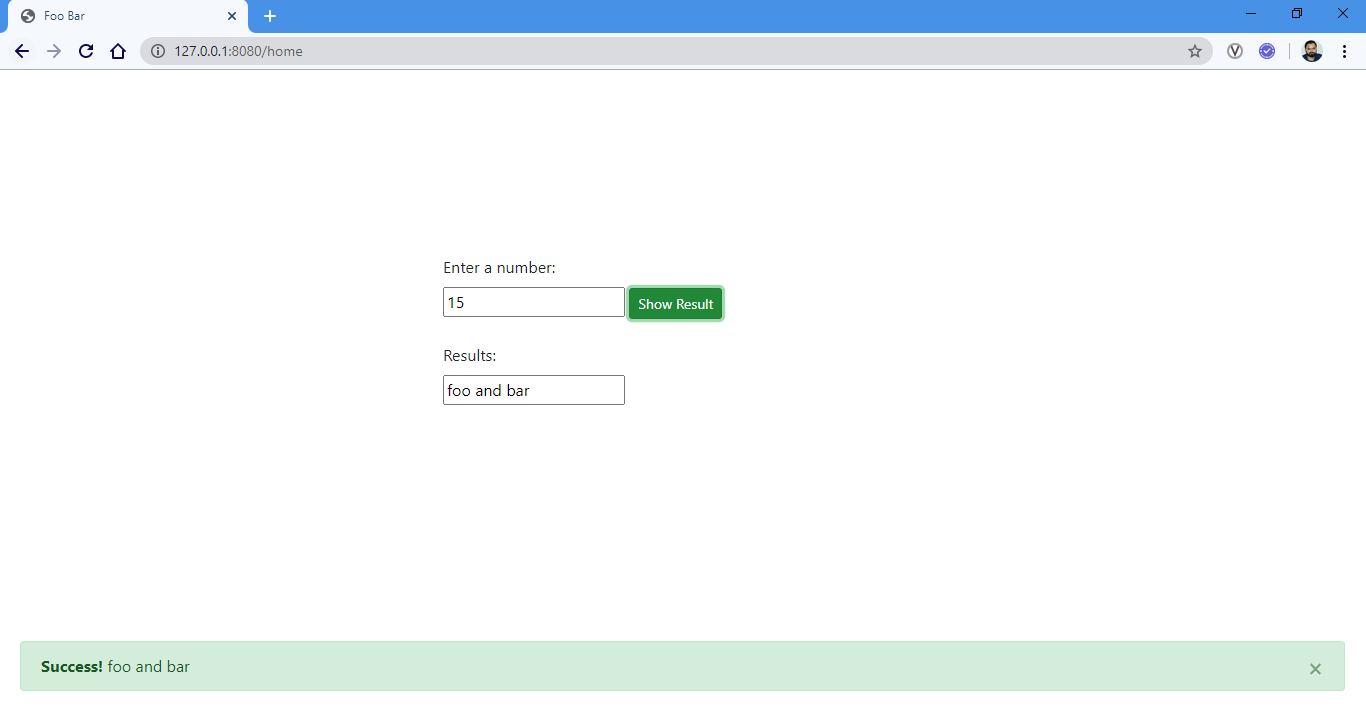 Foo Bar
127.0.0.1:8080/home
Enter a number:
15
Show Result
Results:
foo and bar
Success! foo and bar